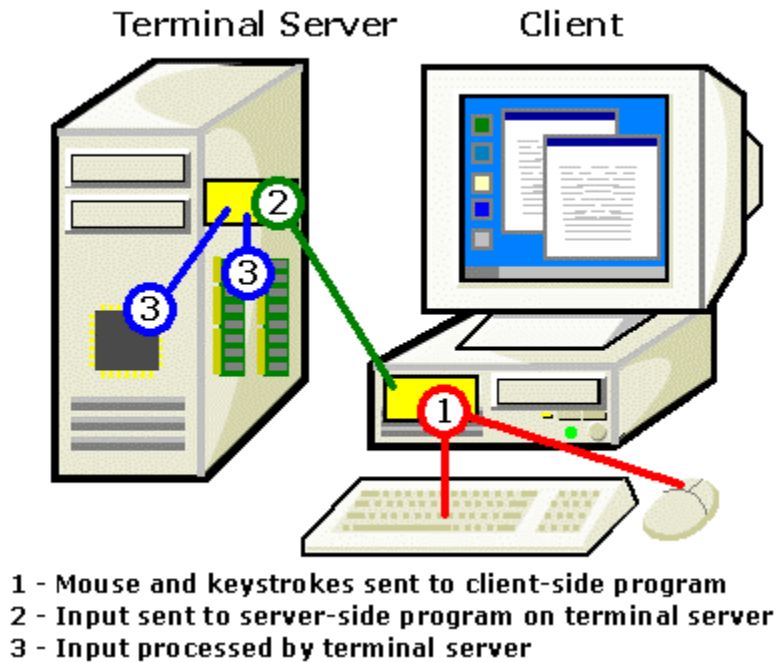 Terminal Server
Client
2
3
3
1
1 - Mouse and keystrokes sent to client-side program
2 - Input sent to server-side program on terminal server
3 - Input processed by terminal server